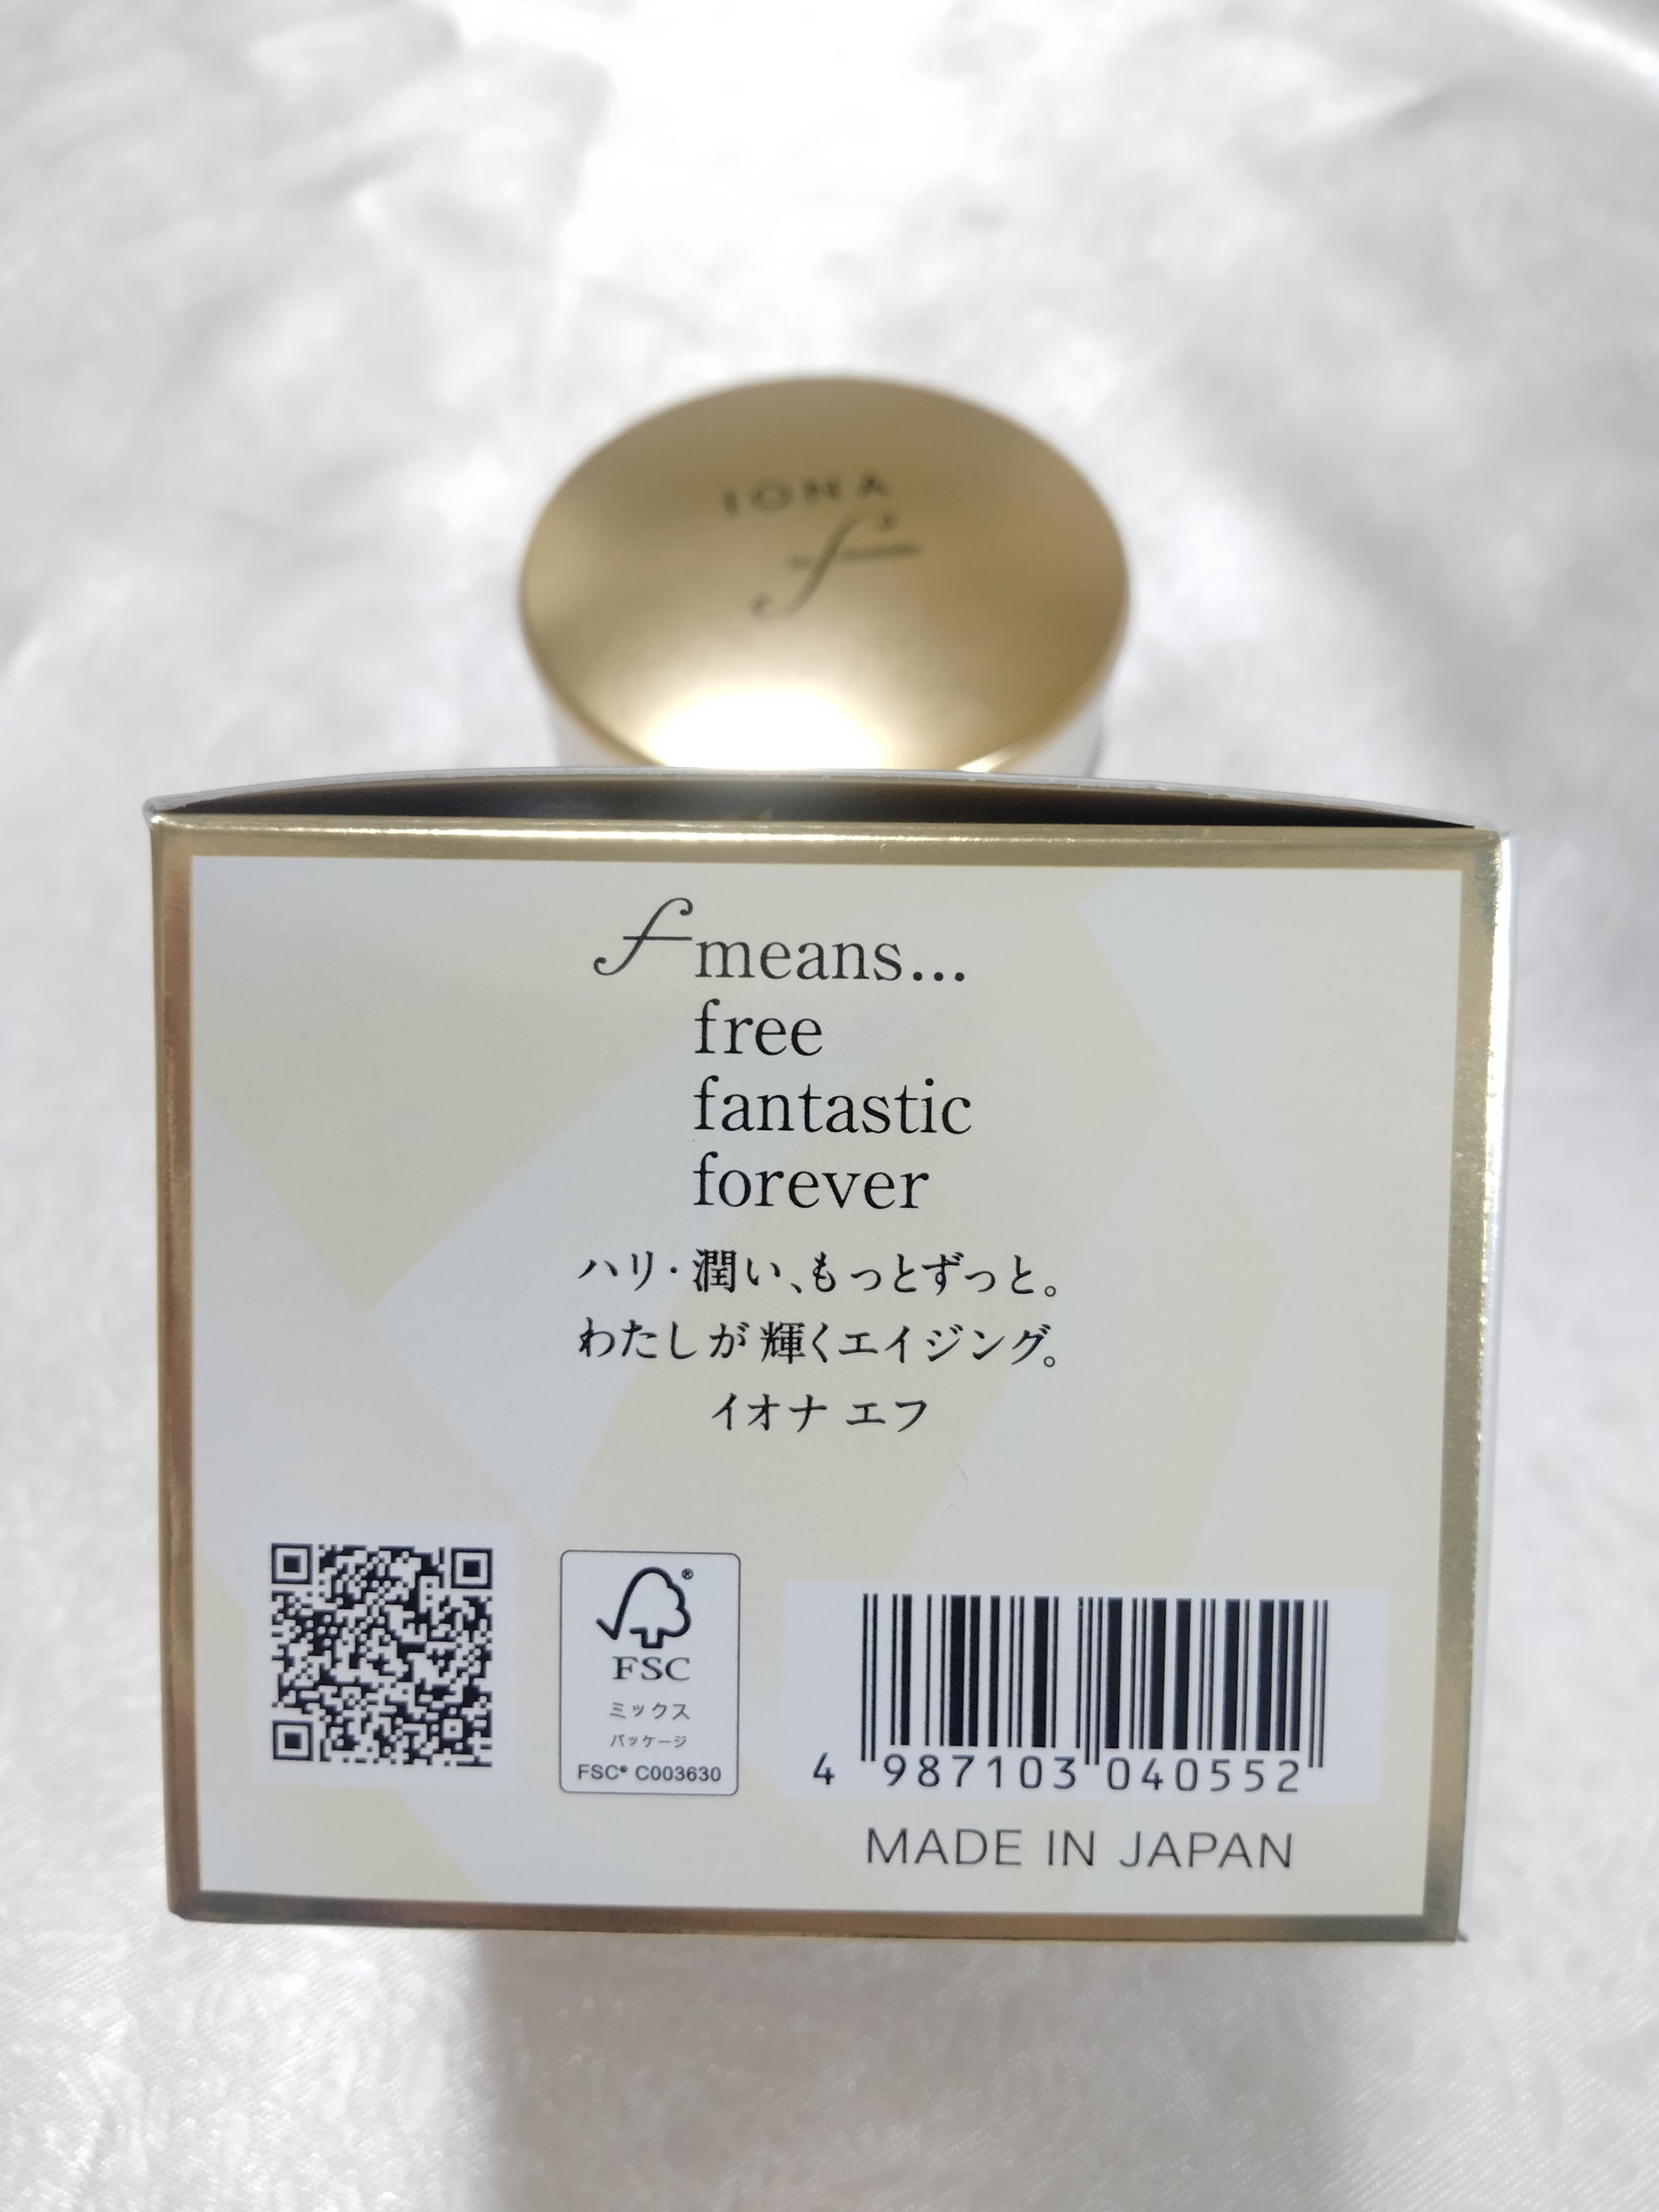 IONA
f
f means...
free
fantastic
forever
ハリ・潤い、もっとずっと。
わたしが輝くエイジング。
イオナ エフ
®
FSC
ミックス
パッケージ
FSC® C003630
4 987103 040552
MADE IN JAPAN